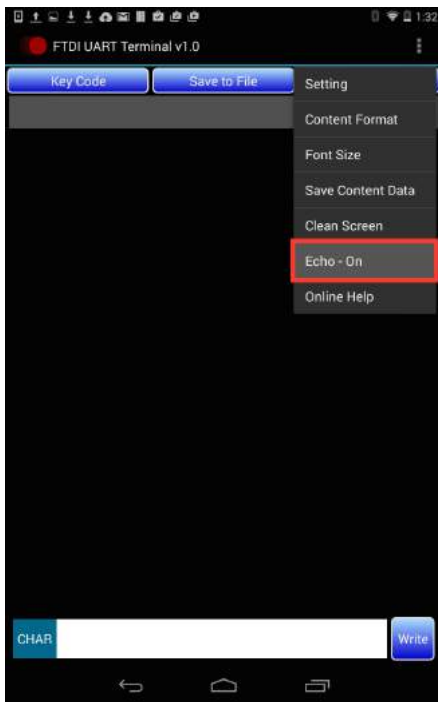 1:32
FTDI UART Terminal v1.0
Key Code
Save to File
Setting
Content Format
Font Size
Save Content Data
Clean Screen
Echo - On
Online Help
CHAR
Write